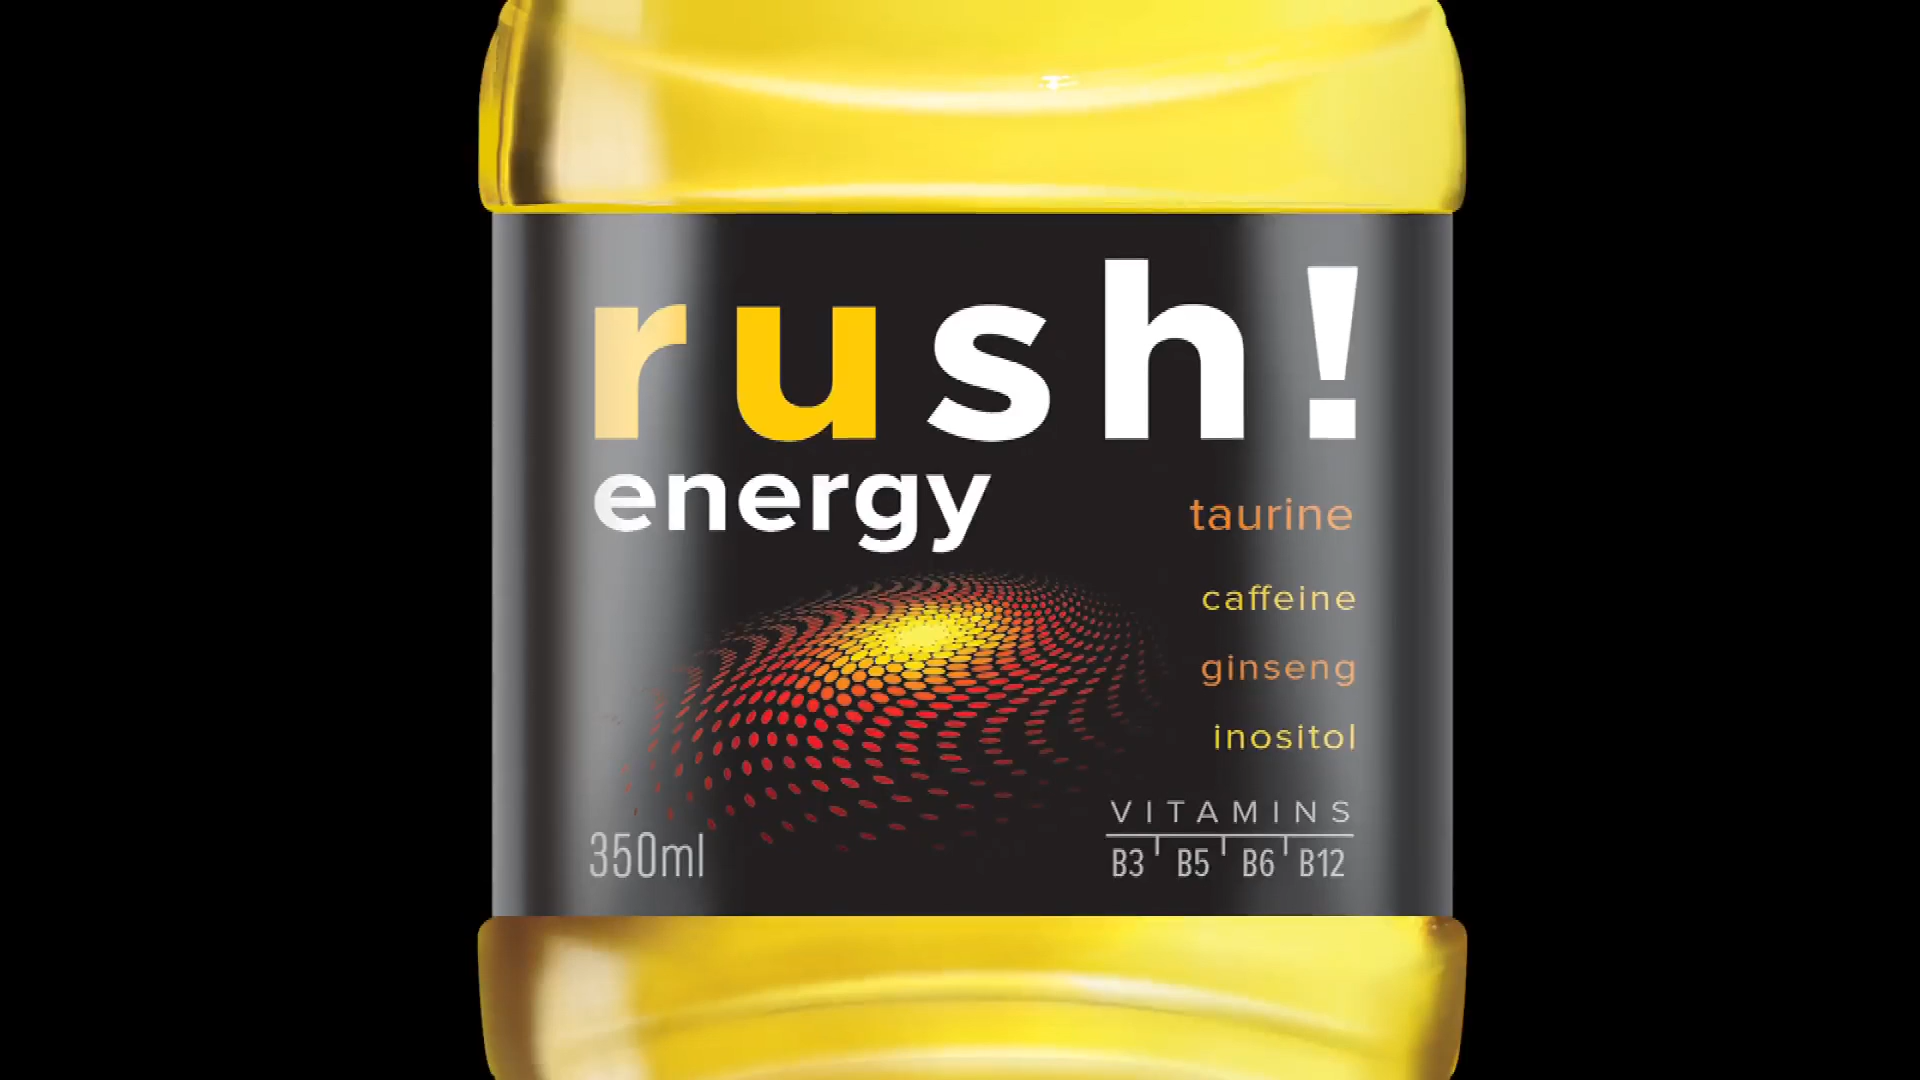 rush!
energy
taurine
caffeine
ginseng
inositol
VITAMINS
B3 B5 B6 B12
350ml